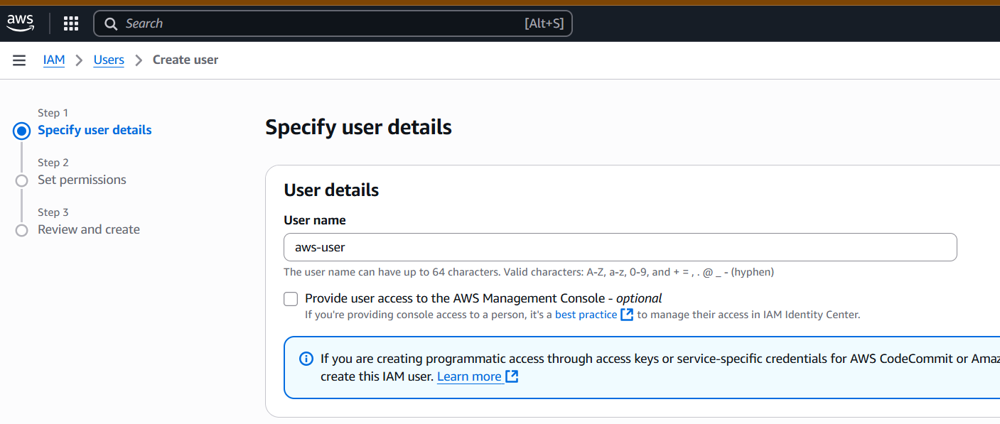 aws
Search
[Alt+S]
IAM
Users
Create user
Step 1
Specify user details
Step 2
Set permissions
Step 3
Review and create
Specify user details
User details
User name
aws-user
The user name can have up to 64 characters. Valid characters: A-Z, a-z, 0-9, and + = , . @ _ - (hyphen)
Provide user access to the AWS Management Console - optional
If you're providing console access to a person, it's a best practice to manage their access in IAM Identity Center.
If you are creating programmatic access through access keys or service-specific credentials for AWS CodeCommit or Amaz
create this IAM user. Learn more